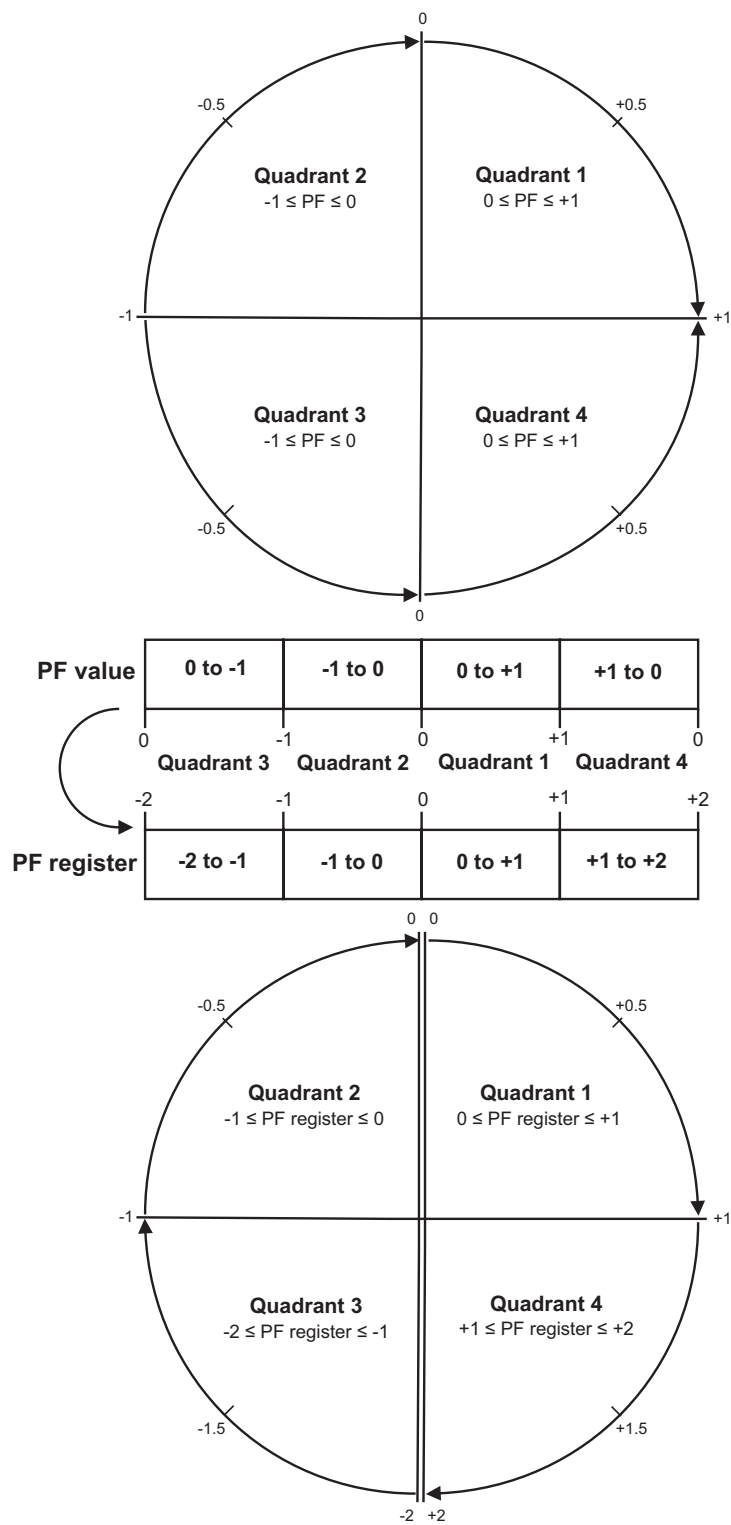 0
-0.5
+0.5
Quadrant 2
Quadrant 1
-1 ≤ PF ≤ 0
0 ≤ PF ≤ +1
-1
+1
Quadrant 3
Quadrant 4
-1 ≤ PF ≤ 0
0 ≤ PF ≤ +1
-0.5
+0.5
0
PF value
0 to -1
-1 to 0
0 to +1
+1 to 0
0
-1
0
+1
0
Quadrant 3
Quadrant 2
Quadrant 1
Quadrant 4
-2
-1
0
+1
+2
PF register
-2 to -1
-1 to 0
0 to +1
+1 to +2
0
0
-0.5
+0.5
Quadrant 2
Quadrant 1
-1 ≤ PF register ≤ 0
0 ≤ PF register ≤ +1
-1
+1
Quadrant 3
Quadrant 4
-2 ≤ PF register ≤ -1
+1 ≤ PF register ≤ +2
-1.5
+1.5
-2
+2